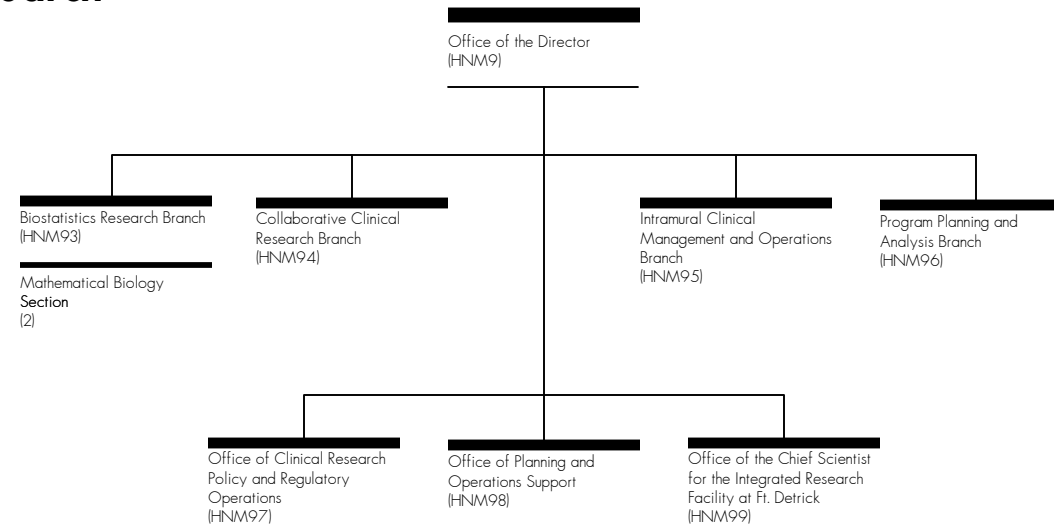 Office of the Director
(HNM9)
Biostatistics Research Branch
(HNM93)
Mathematical Biology
Section
(2)
Collaborative Clinical
Research Branch
(HNM94)
Intramural Clinical
Management and Operations
Branch
(HNM95)
Program Planning and
Analysis Branch
(HNM96)
Office of Clinical Research
Policy and Regulatory
Operations
(HNM97)
Office of Planning and
Operations Support
(HNM98)
Office of the Chief Scientist
for the Integrated Research
Facility at Ft. Detrick
(HNM99)